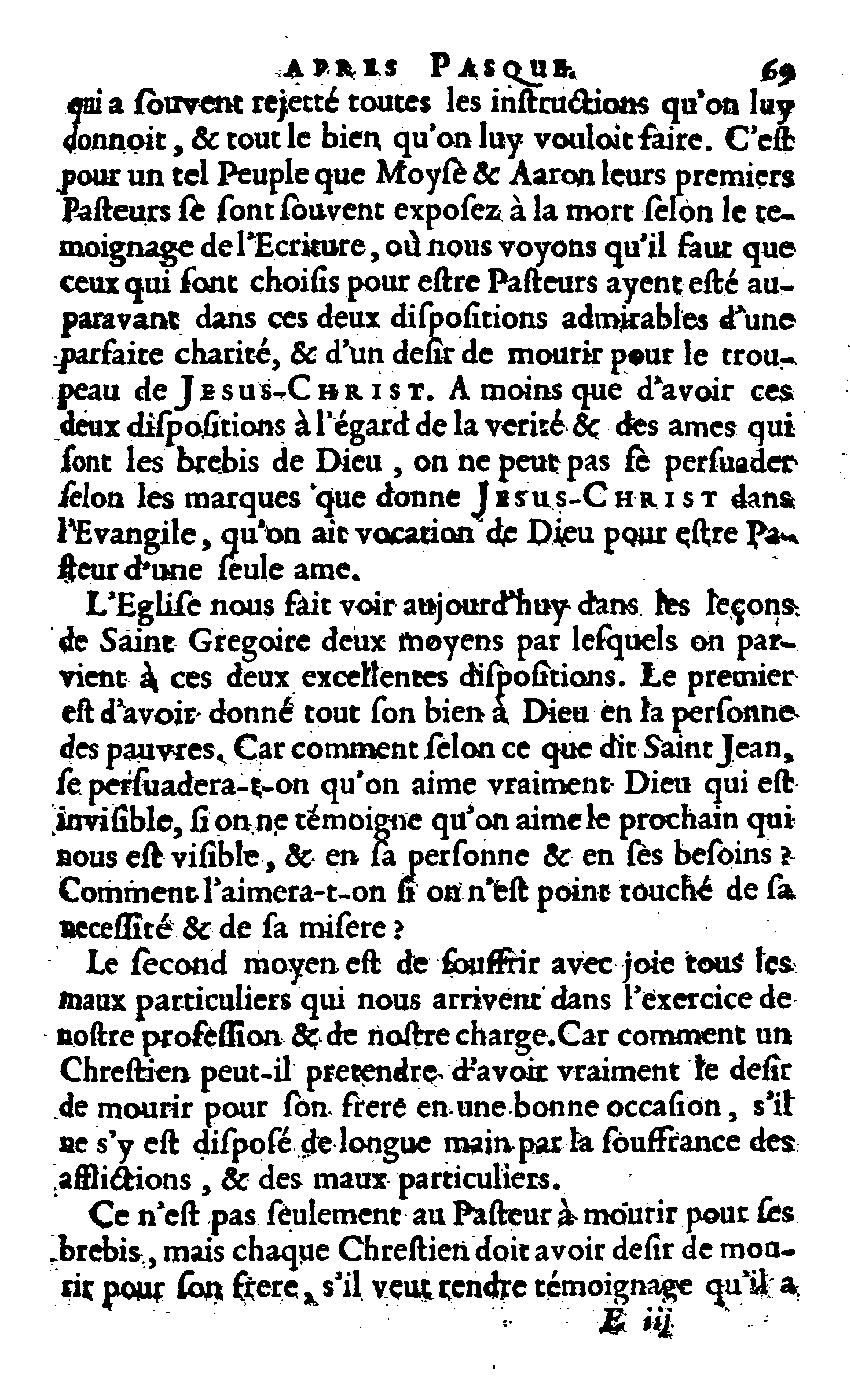 APRES PASQUE. 69
qui a ſouvent rejetté toutes les inſtructions qu'on luy
donnoit, & tout le bien qu'on luy vouloit faire. C'eſt
pour un tel Peuple que Moyſe & Aaron leurs premiers
Paſteurs ſe ſont ſouvent expoſez à la mort ſelon le te-
moignage de l'Ecriture, où nous voyons qu'il faut que
ceux qui ſont choiſis pour eſtre Paſteurs ayent eſté au-
paravant dans ces deux diſpoſitions admirables d'une
parfaite charité, & d'un deſir de mourir pour le trou-
peau de JESUS-CHRIST. A moins que d'avoir ces
deux diſpoſitions à l'égard de la verité & des ames qui
ſont les brebis de Dieu, on ne peut pas ſe perſuader
ſelon les marques que donne JESUS-CHRIST dans
l'Evangile, qu'on ait vocation de Dieu pour eſtre Pa-
ſteur d'une ſeule ame.
L'Egliſe nous fait voir aujourd'huy dans les leçons
de Saint Gregoire deux moyens par leſquels on par-
vient à ces deux excellentes diſpoſitions. Le premier
eſt d'avoir donné tout ſon bien à Dieu en la perſonne
des pauvres. Car comment ſelon ce que dit Saint Jean,
ſe perſuadera-t-on qu'on aime vraiment Dieu qui eſt
inviſible, ſi on ne témoigne qu'on aime le prochain qui
nous eſt viſible, & en ſa perſonne & en ſes beſoins ?
Comment l'aimera-t-on ſi on n'eſt point touché de ſa
neceſſité & de ſa miſere ?
Le ſecond moyen eſt de ſouffrir avec joie tous les
maux particuliers qui nous arrivent dans l'exercice de
noſtre profeſſion & de noſtre charge. Car comment un
Chreſtien peut-il pretendre d'avoir vraiment le deſir
de mourir pour ſon frere en une bonne occaſion, s'il
ne s'y eſt diſpoſé de longue main par la ſouffrance des
afflictions, & des maux particuliers.
Ce n'eſt pas ſeulement au Paſteur à mourir pour ſes
brebis, mais chaque Chreſtien doit avoir deſir de mou-
rir pour ſon frere, s'il veut rendre témoignage qu'il a
E iij